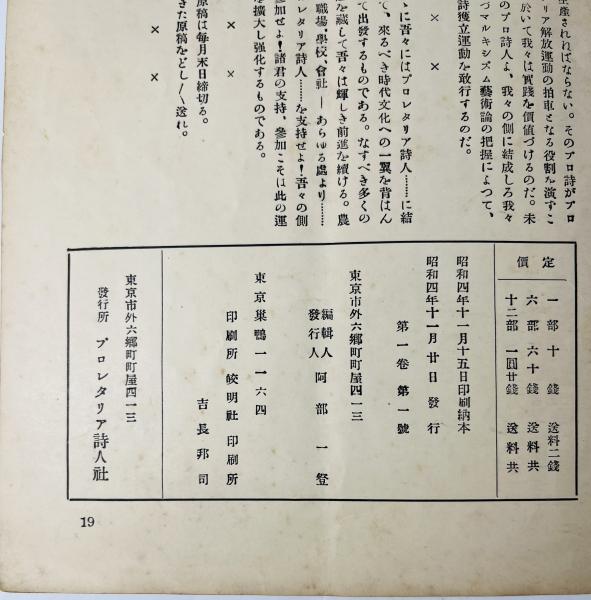 生産されればならない。そのプロ詩がプロ
リア解放運動の拍車となる役割を演ずこ
於いて我々は實踐を價値づけるのだ。未
のプロ詩人よ、我々の側に結成しろ我々
づマルキシズム藝術論の把握によつて、
詩獲立運動を敢行するのだ。
× ×
ゝに吾々にはプロレタリア詩人……に結
て、來るべき時代文化への一翼を背はん
て出發するものである。なすべき多くの
を藏して吾々は輝しき前進を續ける。農
職場、學校、會社 ― あらゆる處より……
レタリア詩人……を支持せよ！吾々の側
參加せよ！諸君の支持、參加こそは此の運
を擴大し强化するものである。
× ×
原稿は毎月末日締切る。
きた原稿をどし〳〵送れ。
× ×
定價
一部 十錢 送料二錢
六部 六十錢 送料共
十二部 一圓廿錢 送料共
昭和四年十一月十五日印刷納本
昭和四年十一月廿日發行
第一卷 第一號
東京市外六郷町町屋四一三
編輯人
發行人 阿部一登
東京巢鴨一一六四
印刷所 皎明社印刷所
吉長邦司
東京市外六郷町町屋四一三
發行所 プロレタリア詩人社
19